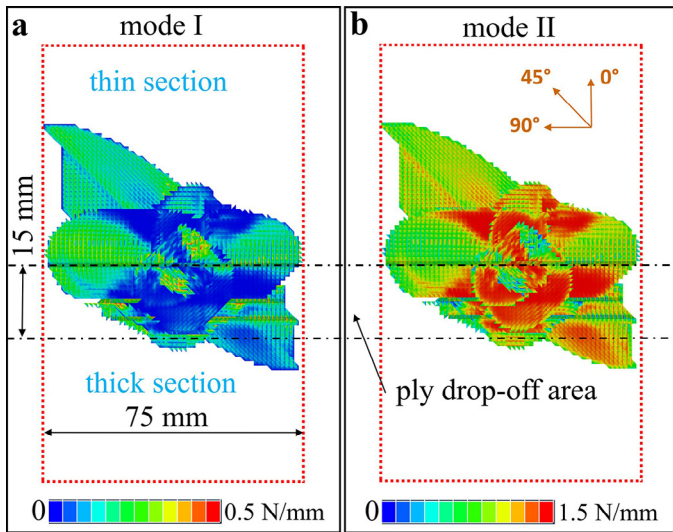 a mode I
thin section
15 mm
thick section
75 mm
0 0.5 N/mm
b mode II
45° 0°
90°
ply drop-off area
0 1.5 N/mm